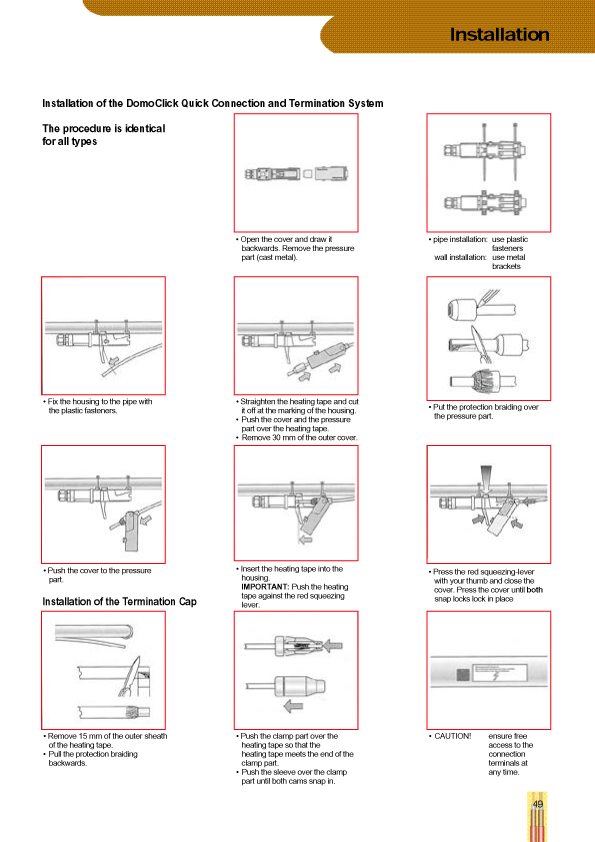 Installation
Installation of the DomoClick Quick Connection and Termination System
The procedure is identical
for all types
• Open the cover and draw it
backwards. Remove the pressure
part (cast metal).
• pipe installation: use plastic
fasteners
wall installation: use metal
brackets
• Fix the housing to the pipe with
the plastic fasteners.
• Straighten the heating tape and cut
it off at the marking of the housing.
• Push the cover and the pressure
part over the heating tape.
• Remove 30 mm of the outer cover.
• Put the protection braiding over
the pressure part.
• Push the cover to the pressure
part.
• Insert the heating tape into the
housing.
IMPORTANT: Push the heating
tape against the red squeezing
lever.
• Press the red squeezing-lever
with your thumb and close the
cover. Press the cover until both
snap locks lock in place
Installation of the Termination Cap
• Remove 15 mm of the outer sheath
of the heating tape.
• Pull the protection braiding
backwards.
• Push the clamp part over the
heating tape so that the
heating tape meets the end of the
clamp part.
• Push the sleeve over the clamp
part until both cams snap in.
• CAUTION! ensure free
access to the
connection
terminals at
any time.
49